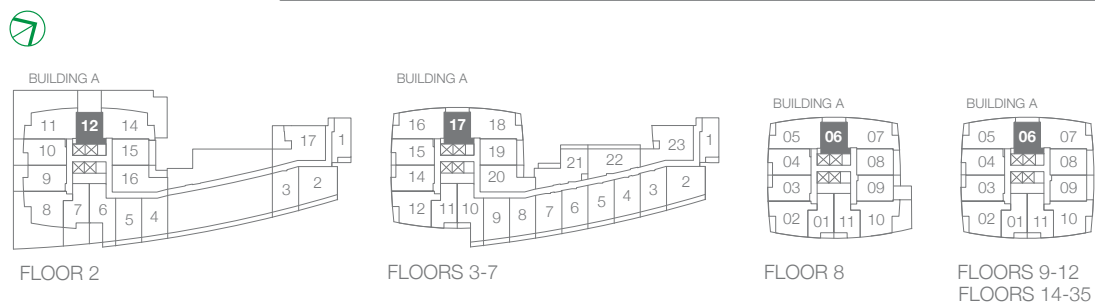 BUILDING A
11 12 14
10 15
9 16
8 7 6 5 4
17 1
3 2
FLOOR 2
BUILDING A
16 17 18
15 19
14 20
12 11 10 9 8 7 6 5 4 3 2
21 22 23 1
FLOORS 3-7
BUILDING A
05 06 07
04 08
03 09
02 01 11 10
FLOOR 8
BUILDING A
05 06 07
04 08
03 09
02 01 11 10
FLOORS 9-12
FLOORS 14-35